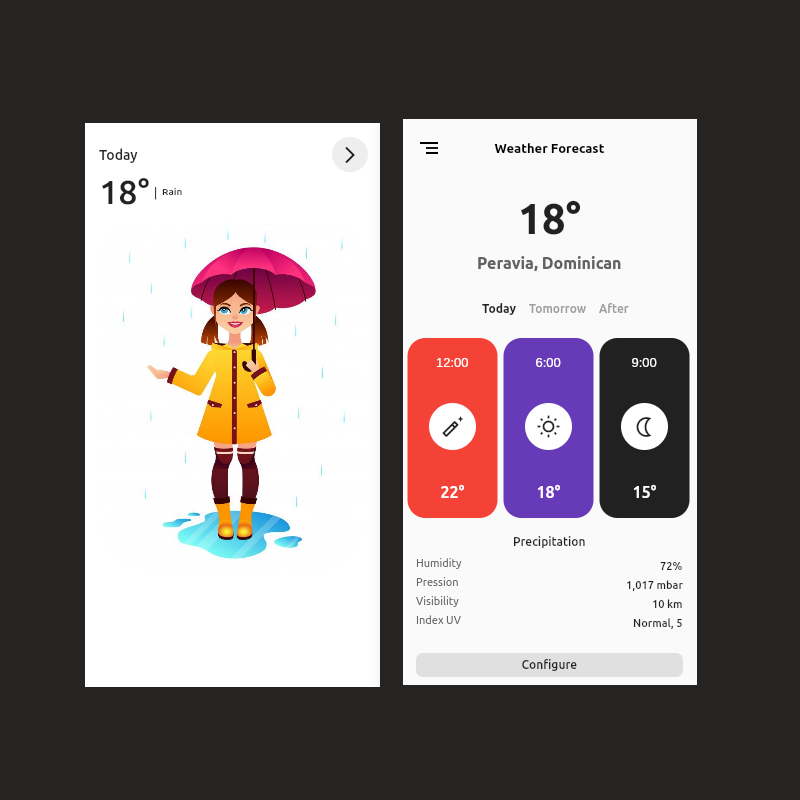 Today
18° | Rain
Weather Forecast
18°
Peravia, Dominican
Today Tomorrow After
12:00 6:00 9:00
22° 18° 15°
Precipitation
Humidity 72%
Pression 1,017 mbar
Visibility 10 km
Index UV Normal, 5
Configure